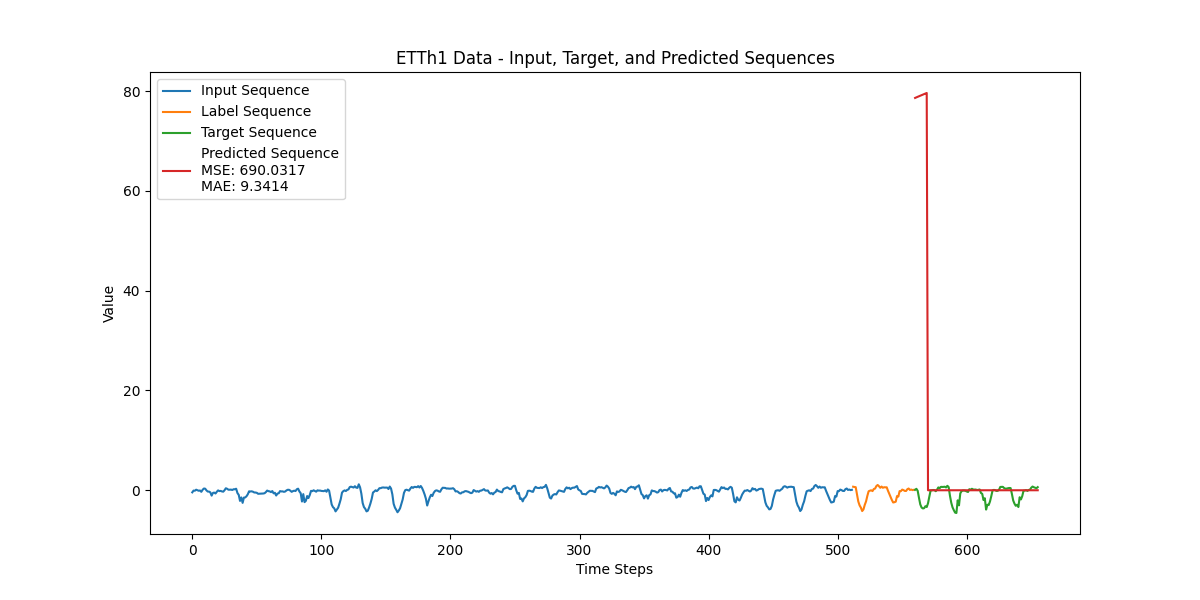 ETTh1 Data - Input, Target, and Predicted Sequences
Input Sequence
Label Sequence
Target Sequence
Predicted Sequence
MSE: 690.0317
MAE: 9.3414
80
60
40
20
0
Value
0 100 200 300 400 500 600
Time Steps